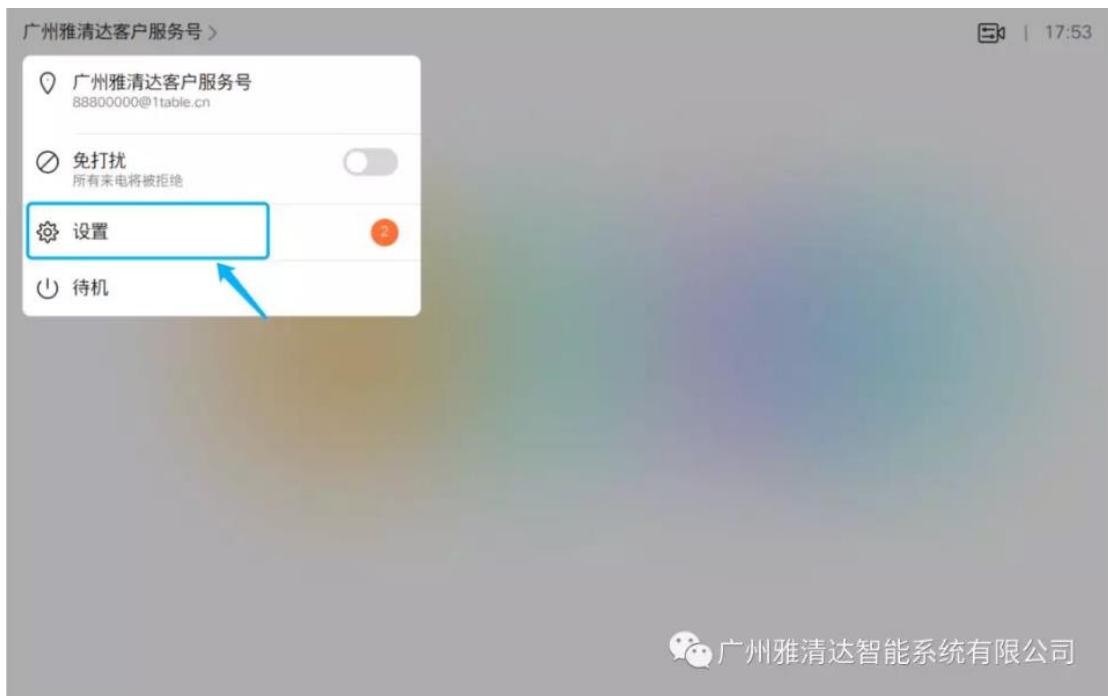 广州雅清达客户服务号 >
17:53
广州雅清达客户服务号
88800000@1table.cn
免打扰
所有来电将被拒绝
设置
2
待机
广州雅清达智能系统有限公司